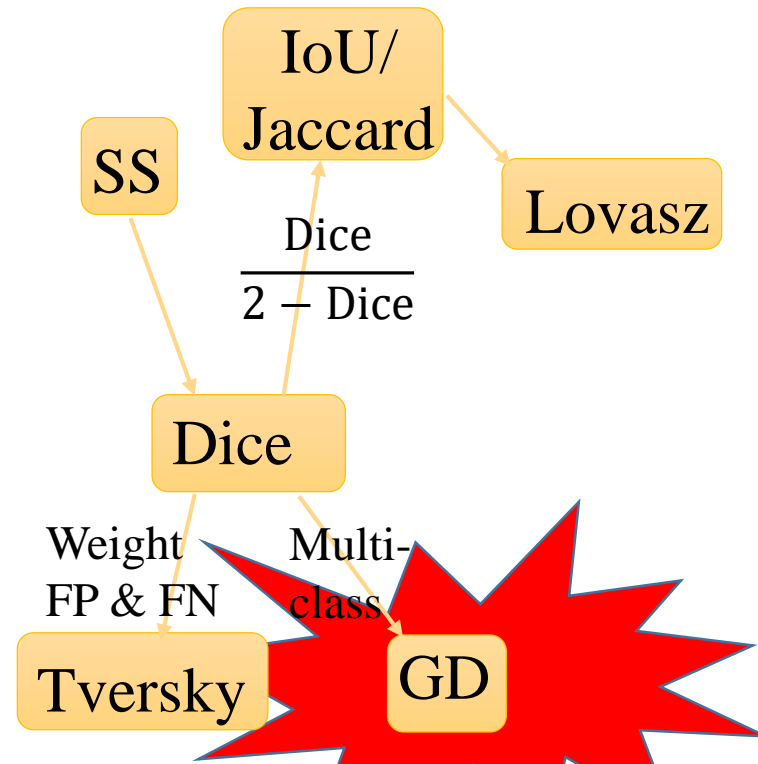 IoU/
Jaccard
SS
Lovasz
Dice
2 − Dice
Dice
Weight
FP & FN
Multi-
class
Tversky
GD